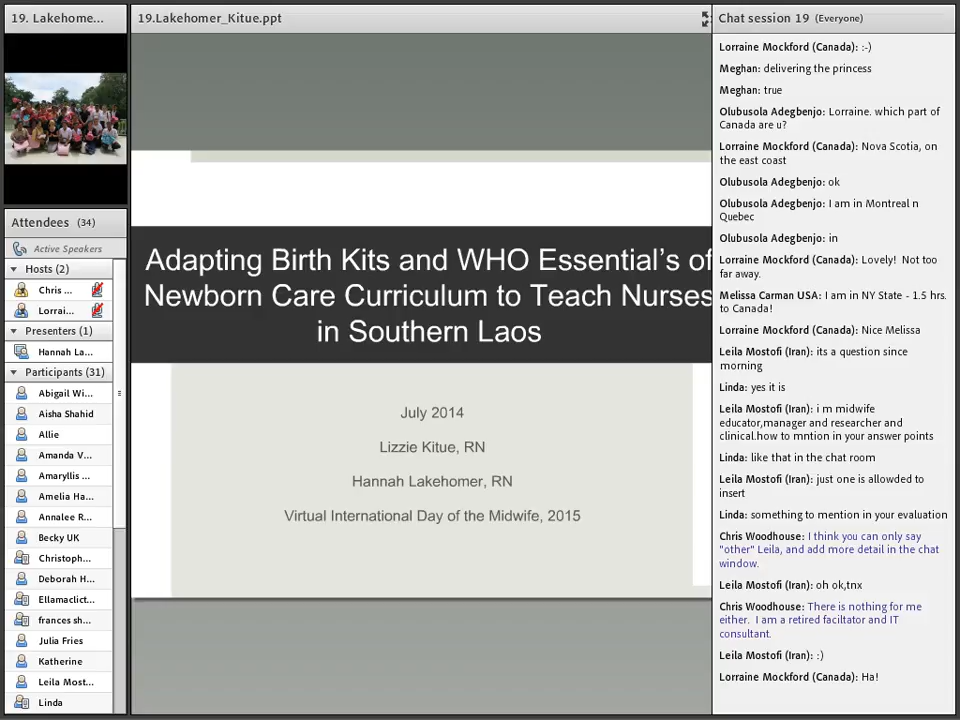 19. Lakehome...
Attendees (34)
Active Speakers
Hosts (2)
Chris ...
Lorrai...
Presenters (1)
Hannah La...
Participants (31)
Abigail Wi...
Aisha Shahid
Allie
Amanda V...
Amaryllis ...
Amelia Ha...
Annalee R...
Becky UK
Christoph...
Deborah H...
Ellamaclict...
frances sh...
Julia Fries
Katherine
Leila Most...
Linda
19.Lakehomer_Kitue.ppt
Adapting Birth Kits and WHO Essential’s of
Newborn Care Curriculum to Teach Nurses
in Southern Laos
July 2014
Lizzie Kitue, RN
Hannah Lakehomer, RN
Virtual International Day of the Midwife, 2015
Chat session 19 (Everyone)
Lorraine Mockford (Canada): :-)
Meghan: delivering the princess
Meghan: true
Olubusola Adegbenjo: Lorraine. which part of
Canada are u?
Lorraine Mockford (Canada): Nova Scotia, on
the east coast
Olubusola Adegbenjo: ok
Olubusola Adegbenjo: I am in Montreal n
Quebec
Olubusola Adegbenjo: in
Lorraine Mockford (Canada): Lovely! Not too
far away.
Melissa Carman USA: I am in NY State - 1.5 hrs.
to Canada!
Lorraine Mockford (Canada): Nice Melissa
Leila Mostofi (Iran): its a question since
morning
Linda: yes it is
Leila Mostofi (Iran): i m midwife
educator,manager and researcher and
clinical.how to mntion in your answer points
Linda: like that in the chat room
Leila Mostofi (Iran): just one is allowded to
insert
Linda: something to mention in your evaluation
Chris Woodhouse: I think you can only say
"other" Leila, and add more detail in the chat
window.
Leila Mostofi (Iran): oh ok,tnx
Chris Woodhouse: There is nothing for me
either. I am a retired faciltator and IT
consultant.
Leila Mostofi (Iran): :)
Lorraine Mockford (Canada): Ha!